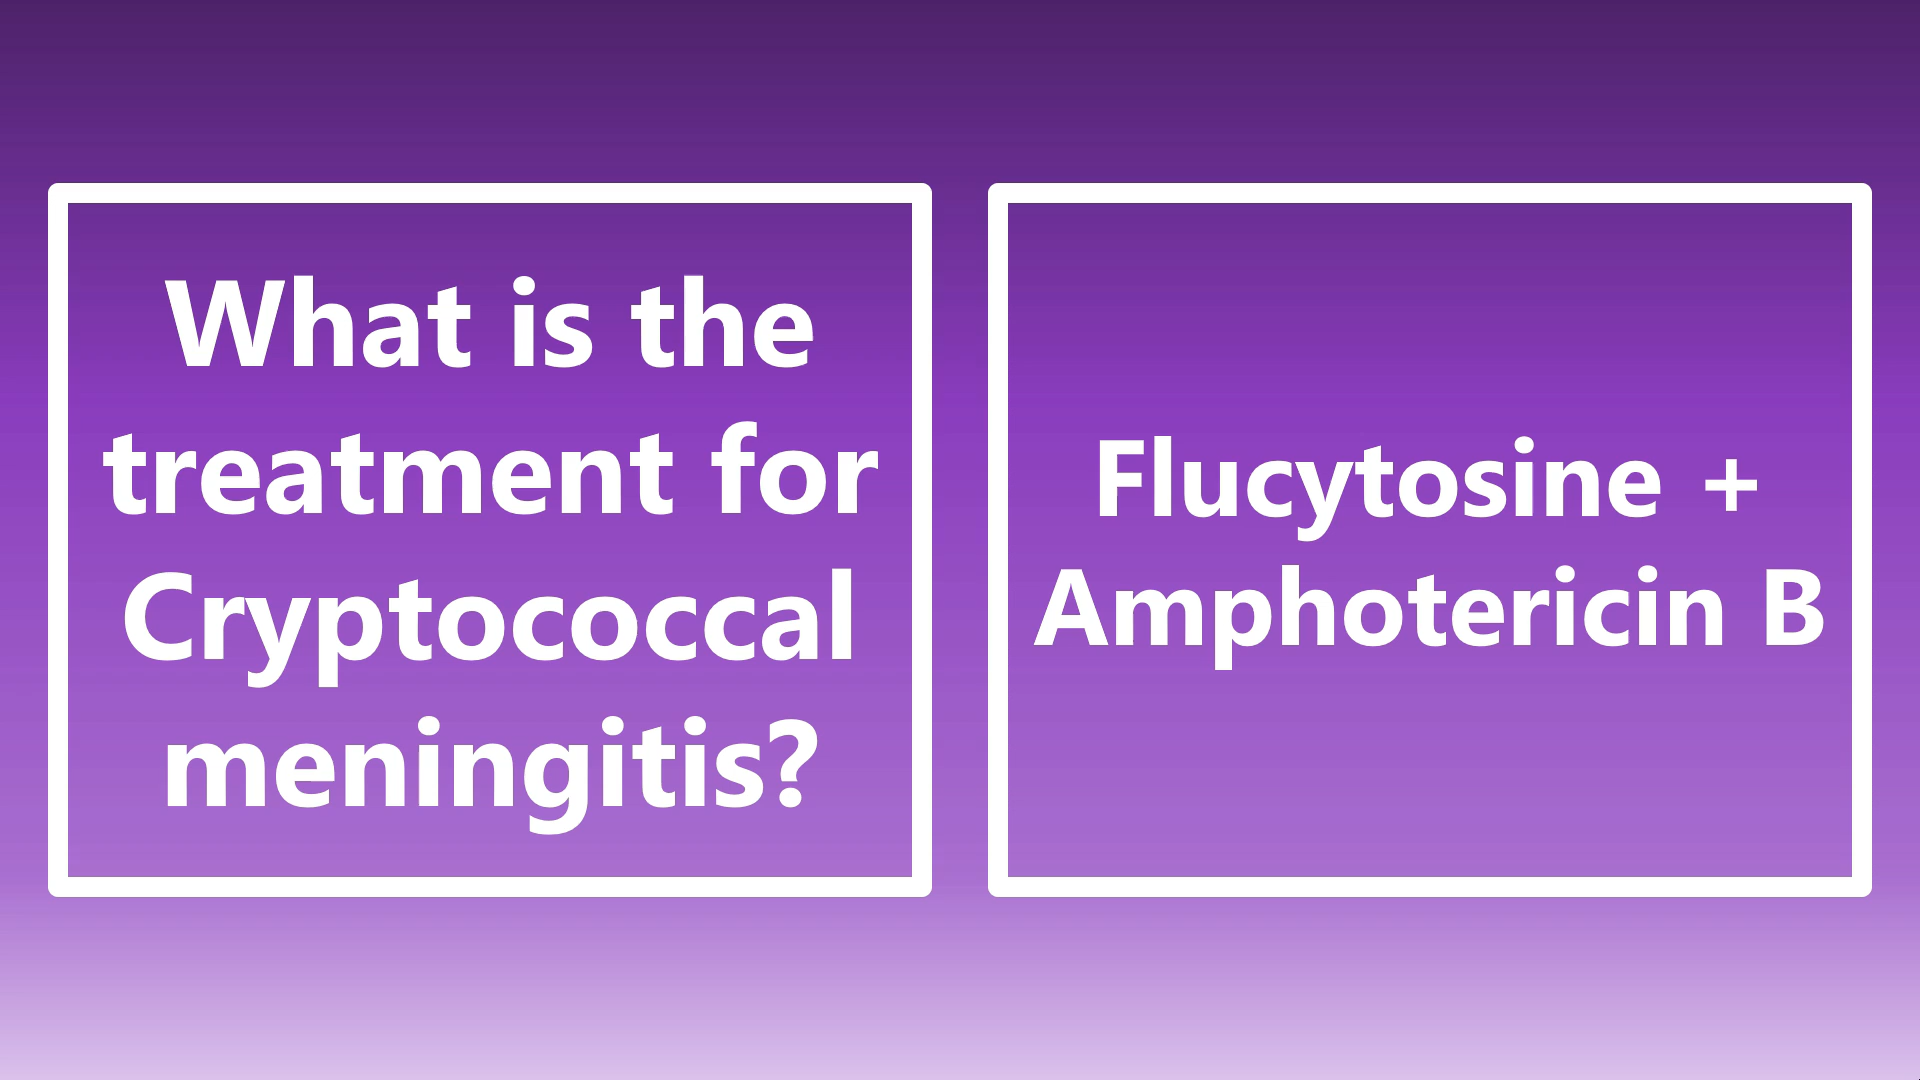 What is the
treatment for
Cryptococcal
meningitis?
Flucytosine +
Amphotericin B